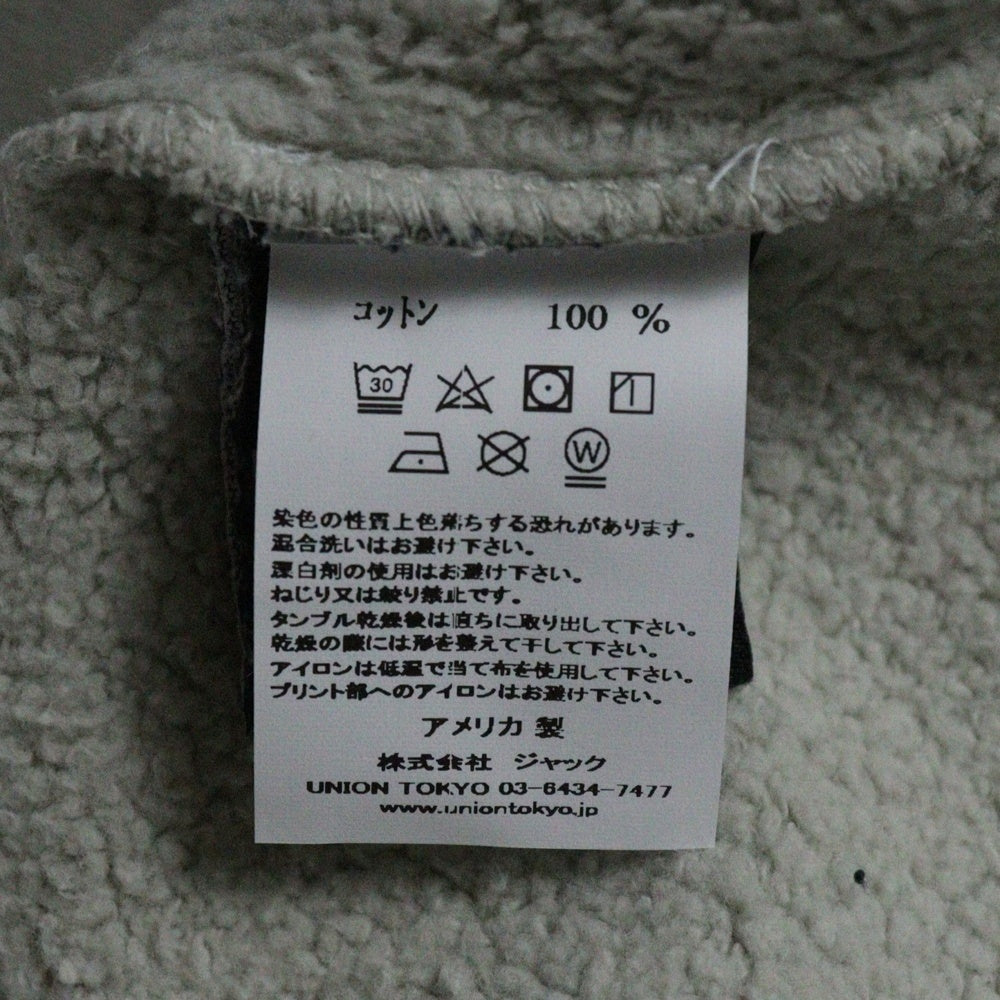 コットン 100 %
30
W
染色の性質上色落ちする恐れがあります。
混合洗いはお避け下さい。
漂白剤の使用はお避け下さい。
ねじり又は絞り禁止です。
タンブル乾燥後は直ちに取り出して下さい。
乾燥の際には形を整えて干して下さい。
アイロンは低温で当て布を使用して下さい。
プリント部へのアイロンはお避け下さい。
アメリカ 製
株式会社 ジャック
UNION TOKYO 03-6434-7477
www.uniontokyo.jp